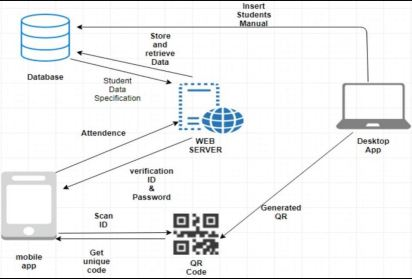 Insert
Students
Manual
Store
and
retrieve
Data
Database
Student
Data
Specification
Attendence
WEB
SERVER
Desktop
App
verification
ID
&
Password
Generated
QR
Scan
ID
mobile
app
Get
unique
code
QR
Code